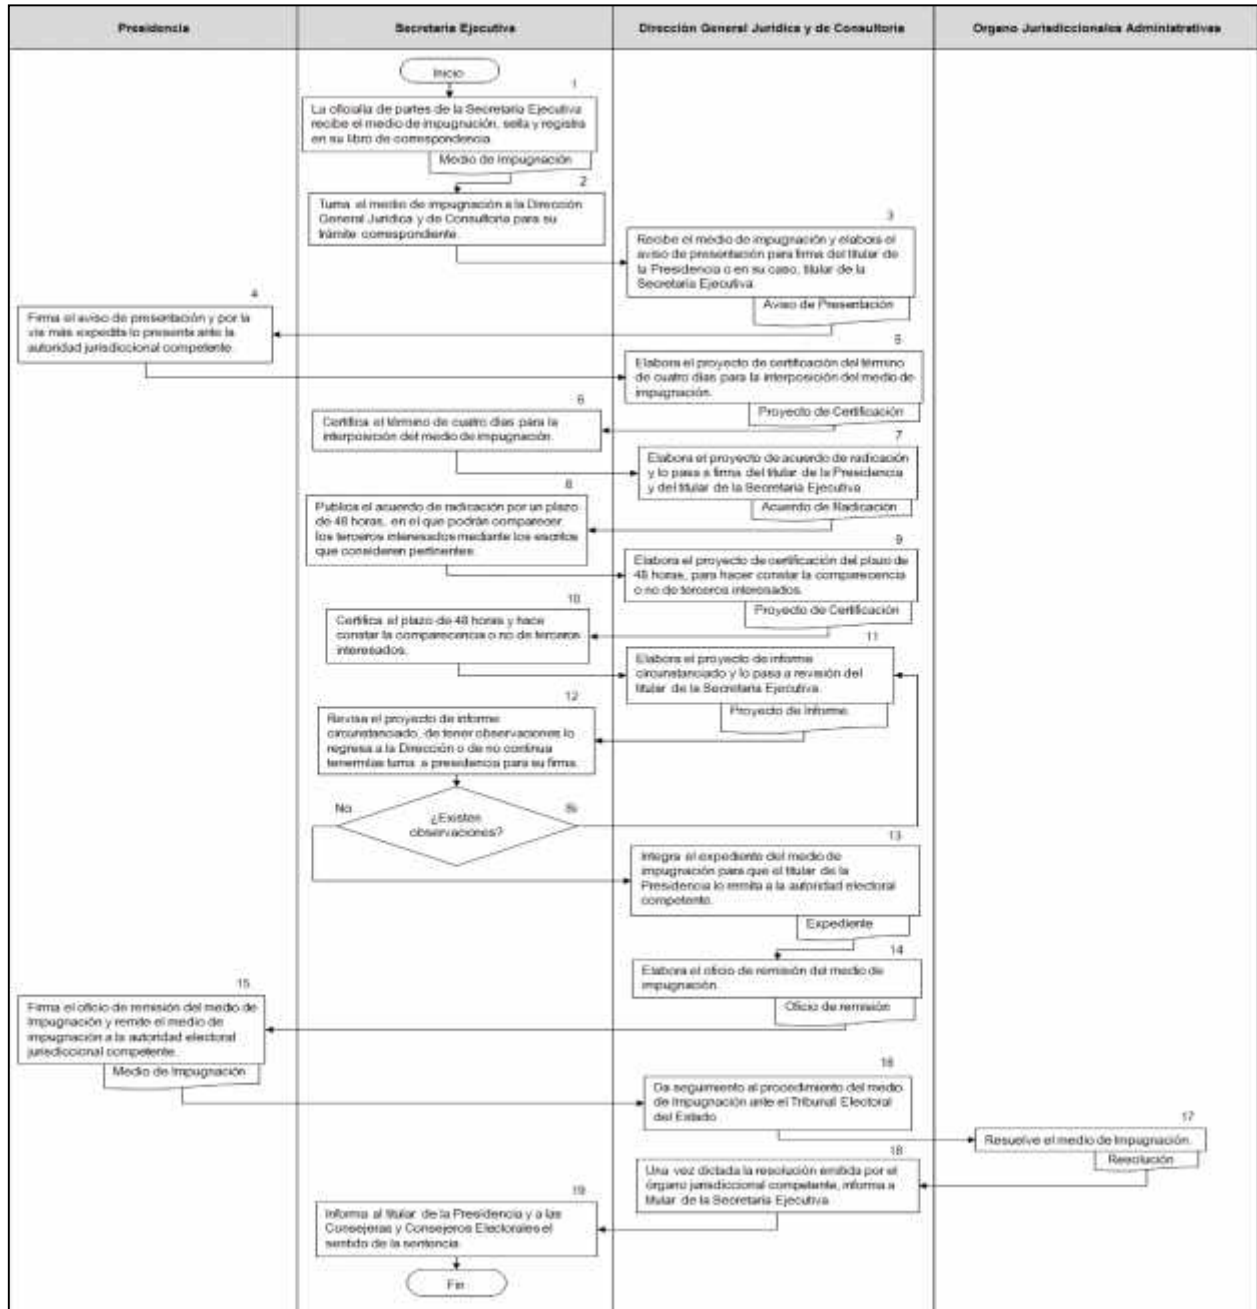 Presidencia
Secretaria Ejecutiva
Dirección General Jurídica y de Consultoría
Organo Jurisdiccionales Administrativas
Inicio
1
La oficialía de partes de la Secretaría Ejecutiva
recibe el medio de impugnación, sella y registra
en su libro de correspondencia.
Medio de Impugnación
2
Turna el medio de impugnación a la Dirección
General Jurídica y de Consultoría para su
trámite correspondiente.
3
Recibe el medio de impugnación y elabora el
aviso de presentación para firma del titular de
la Presidencia o en su caso, titular de la
Secretaría Ejecutiva
Aviso de Presentación
4
Firma el aviso de presentación y por la
vía más expedita lo presenta ante la
autoridad jurisdiccional competente.
5
Elabora el proyecto de certificación del término
de cuatro días para la interposición del medio de
impugnación.
Proyecto de Certificación
6
Certifica el término de cuatro días para la
interposición del medio de impugnación.
7
Elabora el proyecto de acuerdo de radicación
y lo pasa a firma del titular de la Presidencia
y del titular de la Secretaría Ejecutiva
Acuerdo de Radicación
8
Publica el acuerdo de radicación por un plazo
de 48 horas, en el que podrán comparecer
los terceros interesados mediante los escritos
que consideren pertinentes.
9
Elabora el proyecto de certificación del plazo de
48 horas, para hacer constar la comparecencia
o no de terceros interesados.
Proyecto de Certificación
10
Certifica el plazo de 48 horas y hace
constar la comparecencia o no de terceros
interesados.
11
Elabora el proyecto de informe
circunstanciado y lo pasa a revisión del
titular de la Secretaría Ejecutiva.
Proyecto de Informe
12
Revisa el proyecto de informe
circunstanciado, de tener observaciones lo
regresa a la Dirección o de no continua
tenermlas turna a presidencia para su firma.
No
¿Existen
observaciones?
Si
13
Integra el expediente del medio de
impugnación para que el titular de la
Presidencia lo remita a la autoridad electoral
competente.
Expediente
14
Elabora el oficio de remisión del medio de
impugnación.
Oficio de remisión
15
Firma el oficio de remisión del medio de
Impugnación y remite el medio de
impugnación a la autoridad electoral
jurisdiccional competente.
Medio de Impugnación
16
Da seguimiento al procedimiento del medio
de Impugnación ante el Tribunal Electoral
del Estado
17
Resuelve el medio de Impugnación.
Resolución
18
Una vez dictada la resolución emitida por el
órgano jurisdiccional competente, informa a
titular de la Secretaría Ejecutiva
19
Informa al titular de la Presidencia y a las
Consejeras y Consejeros Electorales el
sentido de la sentencia.
Fin